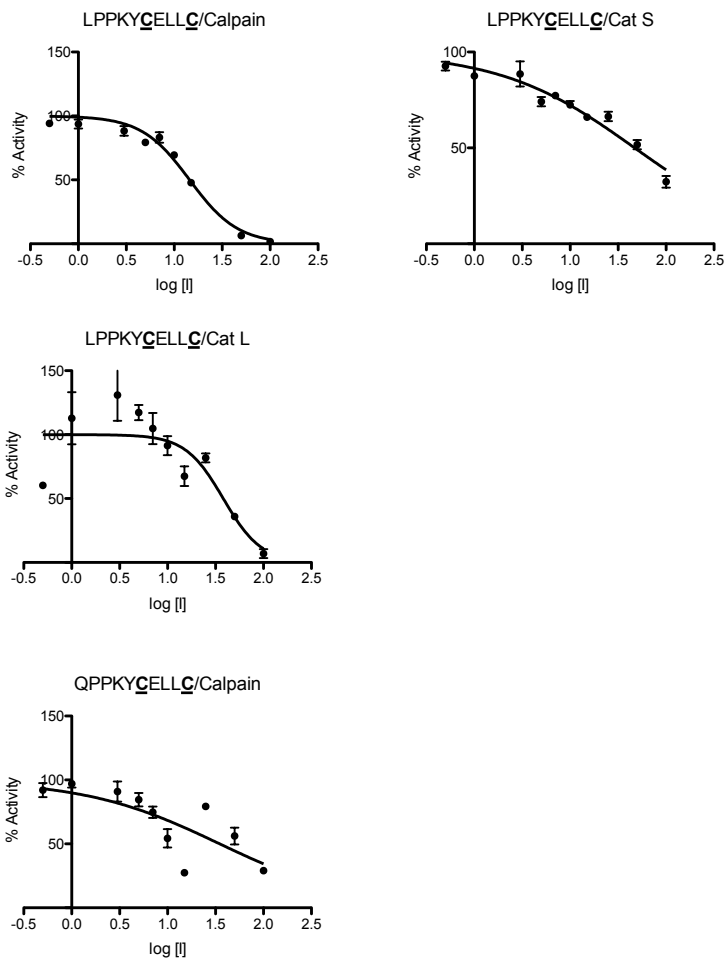 LPPKYCELLC/Calpain
150
100
50
% Activity
-0.5 0.0 0.5 1.0 1.5 2.0 2.5
log [I]
LPPKYCELLC/Cat S
100
50
% Activity
-0.5 0.0 0.5 1.0 1.5 2.0 2.5
log [I]
LPPKYCELLC/Cat L
150
100
50
% Activity
-0.5 0.0 0.5 1.0 1.5 2.0 2.5
log [I]
QPPKYCELLC/Calpain
150
100
50
% Activity
-0.5 0.0 0.5 1.0 1.5 2.0 2.5
log [I]